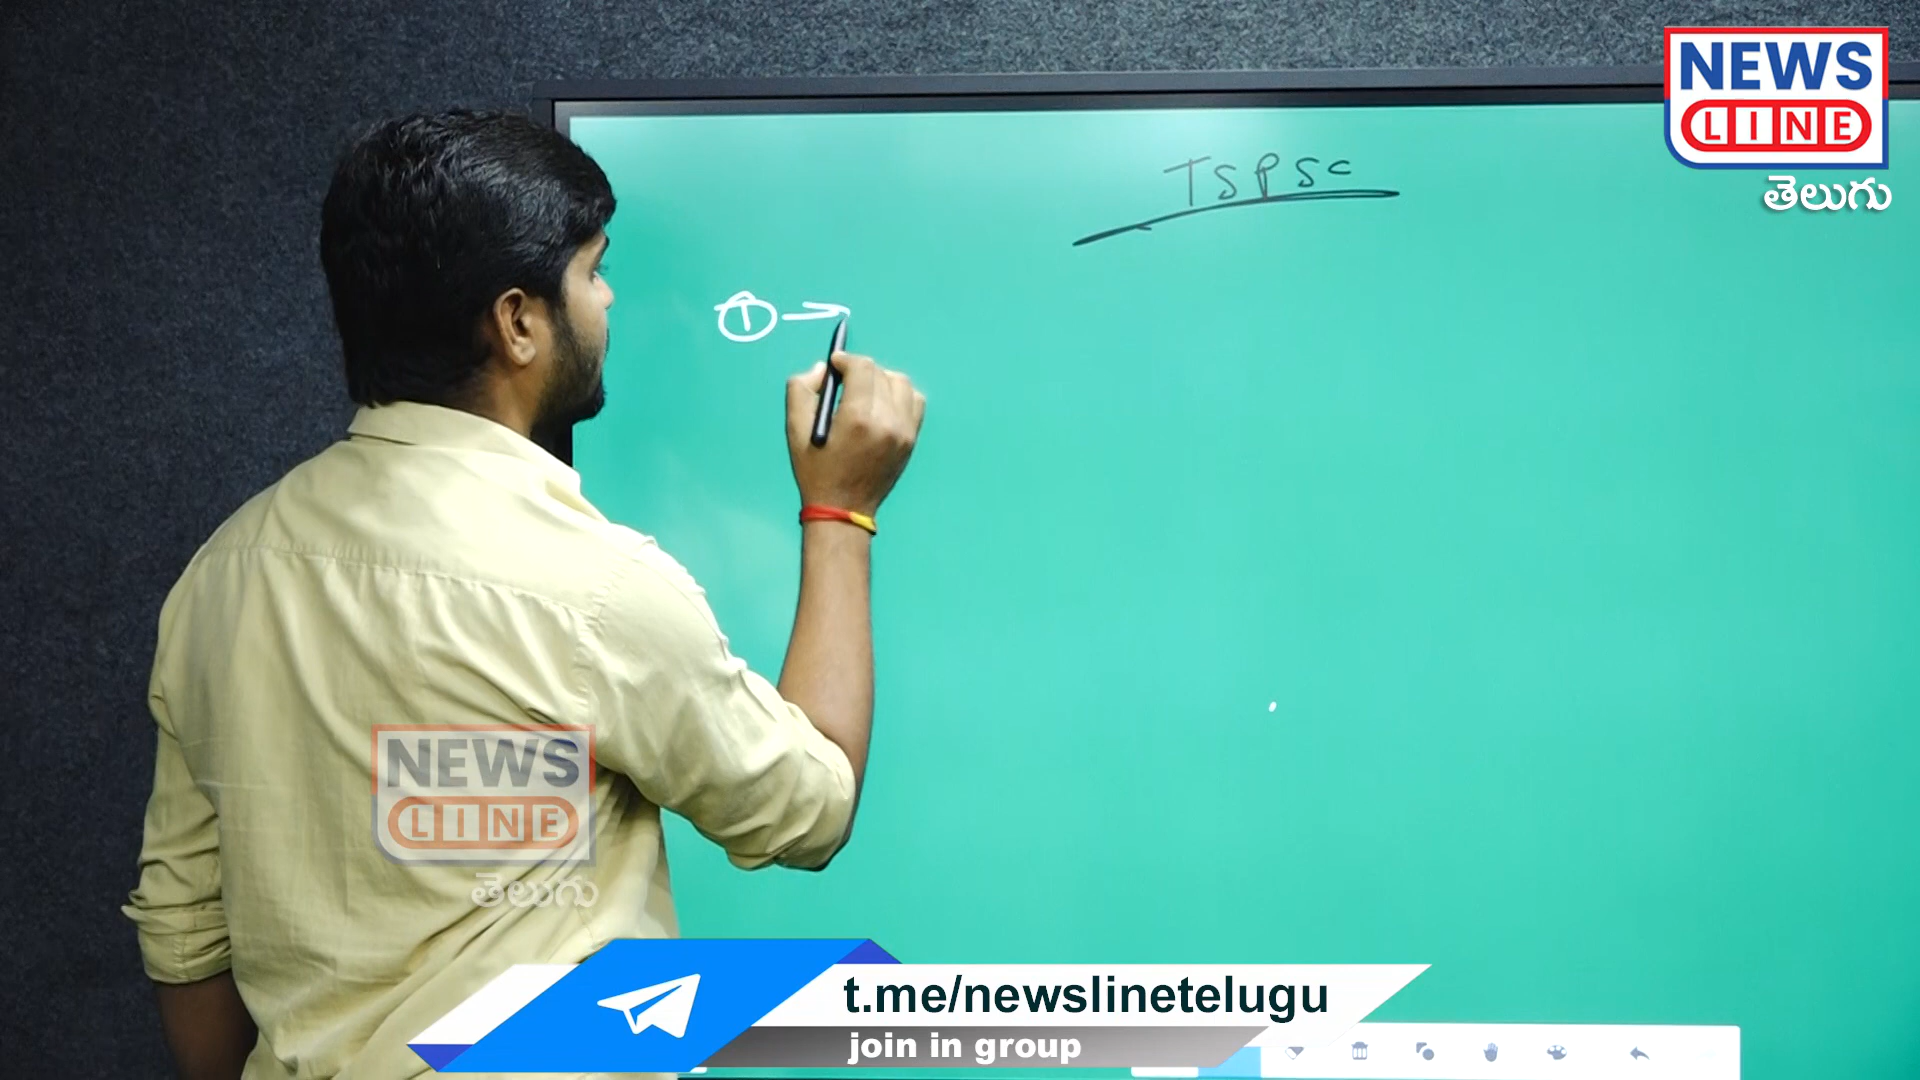 NEWS
LINE
తెలుగు
TSPSC
1
NEWS
LINE
తెలుగు
t.me/newslinetelugu
join in group